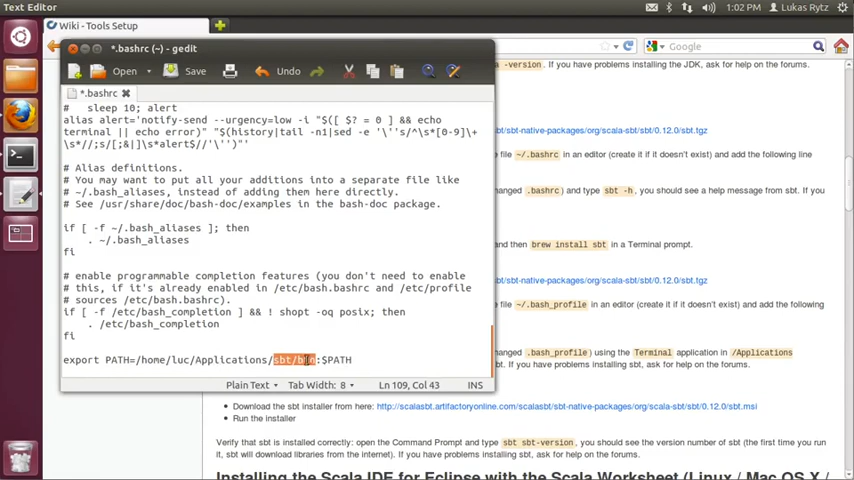 Text Editor
1:02 PM
Lukas Rytz
Wiki - Tools Setup
Google
*.bashrc (~) - gedit
Open
Save
Undo
*.bashrc
#   sleep 10; alert
alias alert='notify-send --urgency=low -i "$([ $? = 0 ] && echo
terminal || echo error)" "$(history|tail -n1|sed -e '\''s/^\s*[0-9]\+
\s*//;s/[;&|]\s*alert$//'\'')"'
# Alias definitions.
# You may want to put all your additions into a separate file like
# ~/.bash_aliases, instead of adding them here directly.
# See /usr/share/doc/bash-doc/examples in the bash-doc package.
if [ -f ~/.bash_aliases ]; then
    . ~/.bash_aliases
fi
# enable programmable completion features (you don't need to enable
# this, if it's already enabled in /etc/bash.bashrc and /etc/profile
# sources /etc/bash.bashrc).
if [ -f /etc/bash_completion ] && ! shopt -oq posix; then
    . /etc/bash_completion
fi
export PATH=/home/luc/Applications/sbt/bin:$PATH
Plain Text
Tab Width: 8
Ln 109, Col 43
INS
-version. If you have problems installing the JDK, ask for help on the forums.
/sbt-native-packages/org/scala-sbt/sbt/0.12.0/sbt.tgz
e file ~/.bashrc in an editor (create it if it doesn't exist) and add the following line
anged .bashrc) and type sbt -h, you should see a help message from sbt. If you
and then brew install sbt in a Terminal prompt.
/sbt-native-packages/org/scala-sbt/sbt/0.12.0/sbt.tgz
e file ~/.bash_profile in an editor (create it if it doesn't exist) and add the following
anged .bash_profile) using the Terminal application in /Applications
sbt. If you have problems installing sbt, ask for help on the forums.
Download the sbt installer from here: http://scalasbt.artifactoryonline.com/scalasbt/sbt-native-packages/org/scala-sbt/sbt/0.12.0/sbt.msi
Run the installer
Verify that sbt is installed correctly: open the Command Prompt and type sbt sbt-version, you should see the version number of sbt (the first time you run
it, sbt will download libraries from the internet). If you have problems installing sbt, ask for help on the forums.
Installing the Scala IDE for Eclipse with the Scala Worksheet (Linux / Mac OS X /